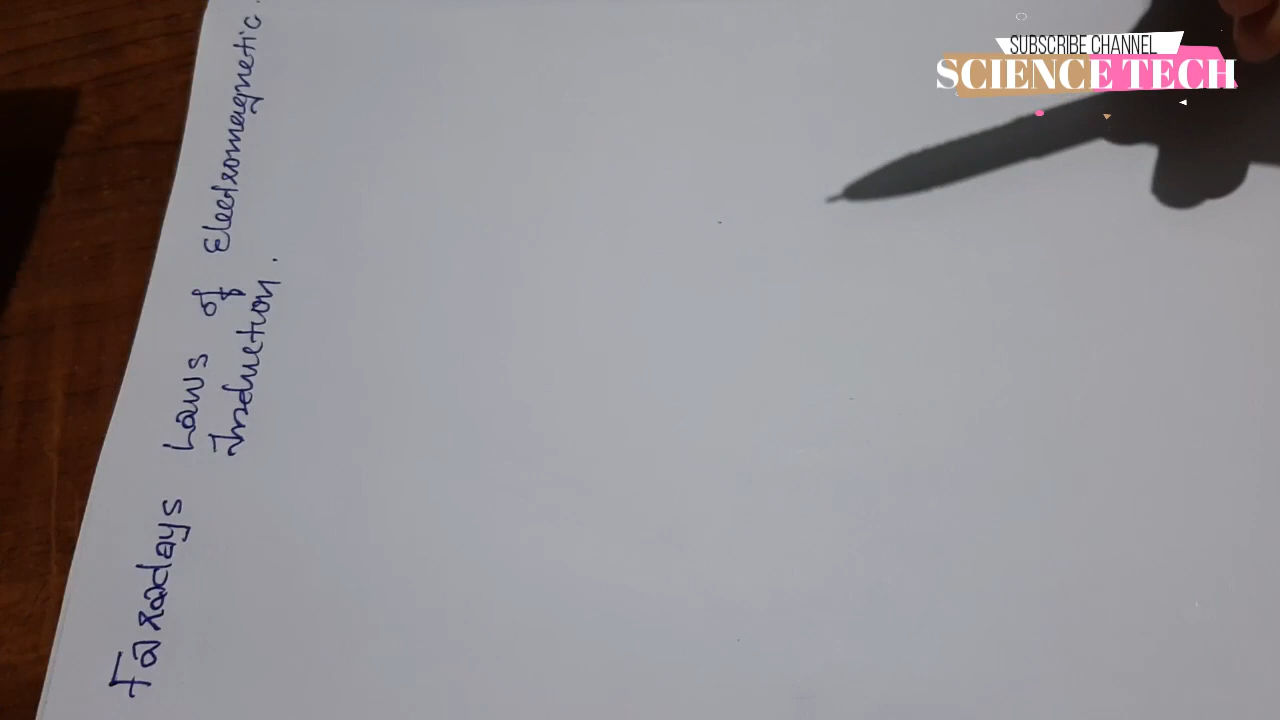 Faradays Laws of Electromagnetic
Induction.
SUBSCRIBE CHANNEL
SCIENCE TECH